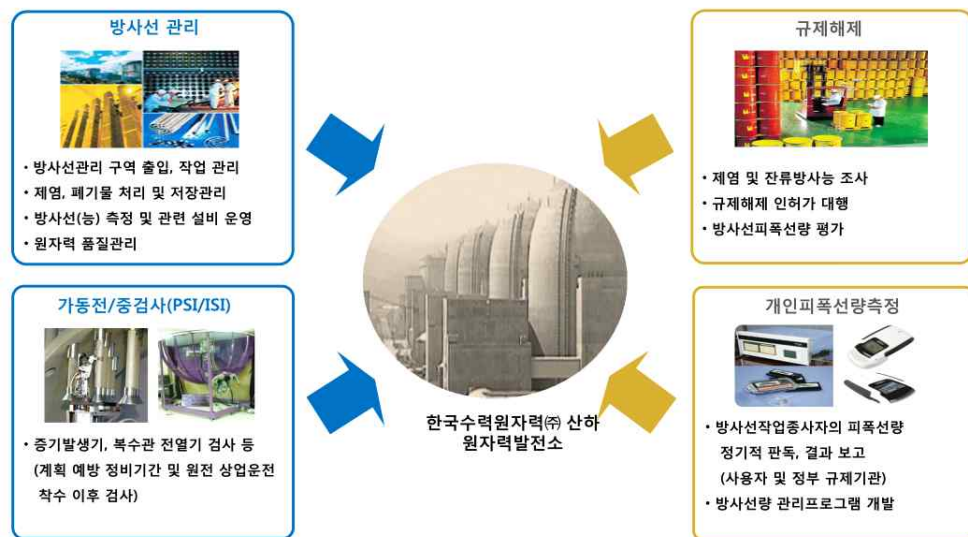 방사선 관리
• 방사선관리 구역 출입, 작업 관리
• 제염, 폐기물 처리 및 저장관리
• 방사선(능) 측정 및 관련 설비 운영
• 원자력 품질관리
규제해제
• 제염 및 잔류방사능 조사
• 규제해제 인허가 대행
• 방사선피폭선량 평가
가동전/중검사(PSI/ISI)
• 증기발생기, 복수관 전열기 검사 등
(계획 예방 정비기간 및 원전 상업운전
착수 이후 검사)
개인피폭선량측정
• 방사선작업종사자의 피폭선량
정기적 판독, 결과 보고
(사용자 및 정부 규제기관)
• 방사선량 관리프로그램 개발
한국수력원자력㈜ 산하
원자력발전소